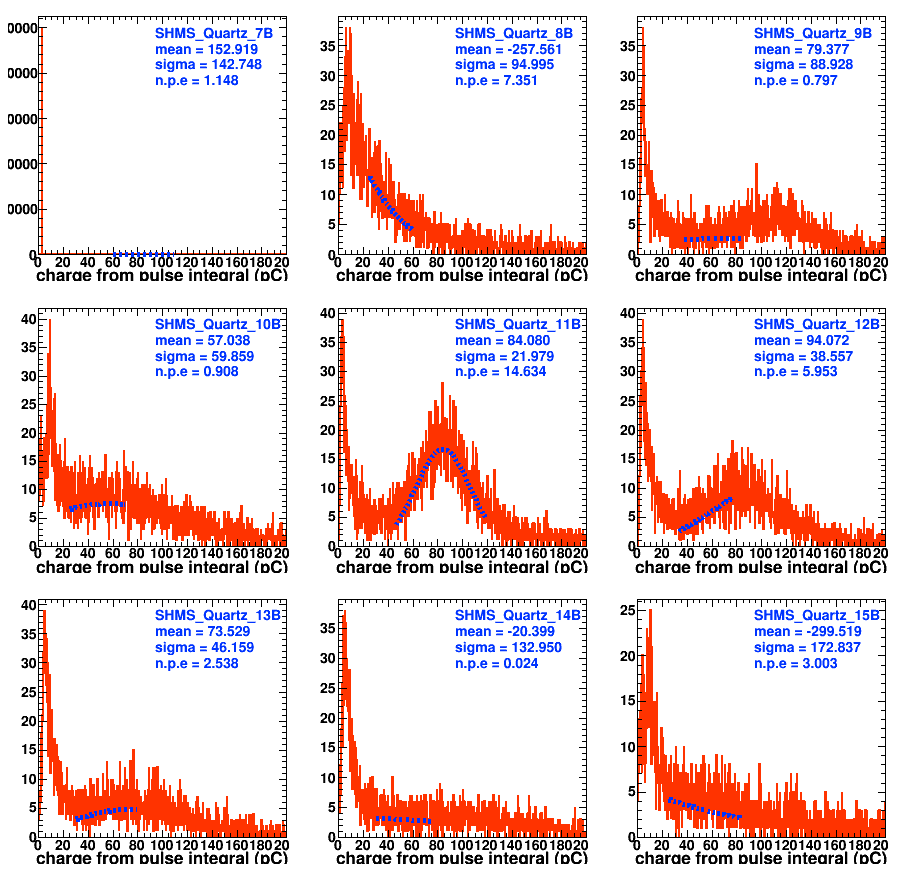 SHMS_Quartz_7B
mean = 152.919
sigma = 142.748
n.p.e = 1.148
0000
0000
0000
0000
0
0 20 40 60 80 100 120 140 160 180 20
charge from pulse integral (pC)
SHMS_Quartz_8B
mean = -257.561
sigma = 94.995
n.p.e = 7.351
35
30
25
20
15
10
5
0
0 20 40 60 80 100 120 140 160 180 20
charge from pulse integral (pC)
SHMS_Quartz_9B
mean = 79.377
sigma = 88.928
n.p.e = 0.797
35
30
25
20
15
10
5
0
0 20 40 60 80 100 120 140 160 180 20
charge from pulse integral (pC)
SHMS_Quartz_10B
mean = 57.038
sigma = 59.859
n.p.e = 0.908
40
35
30
25
20
15
10
5
0
0 20 40 60 80 100 120 140 160 180 20
charge from pulse integral (pC)
SHMS_Quartz_11B
mean = 84.080
sigma = 21.979
n.p.e = 14.634
40
35
30
25
20
15
10
5
0
0 20 40 60 80 100 120 140 160 180 20
charge from pulse integral (pC)
SHMS_Quartz_12B
mean = 94.072
sigma = 38.557
n.p.e = 5.953
40
35
30
25
20
15
10
5
0
0 20 40 60 80 100 120 140 160 180 20
charge from pulse integral (pC)
SHMS_Quartz_13B
mean = 73.529
sigma = 46.159
n.p.e = 2.538
40
35
30
25
20
15
10
5
0
0 20 40 60 80 100 120 140 160 180 20
charge from pulse integral (pC)
SHMS_Quartz_14B
mean = -20.399
sigma = 132.950
n.p.e = 0.024
35
30
25
20
15
10
5
0
0 20 40 60 80 100 120 140 160 180 20
charge from pulse integral (pC)
SHMS_Quartz_15B
mean = -299.519
sigma = 172.837
n.p.e = 3.003
25
20
15
10
5
0
0 20 40 60 80 100 120 140 160 180 20
charge from pulse integral (pC)